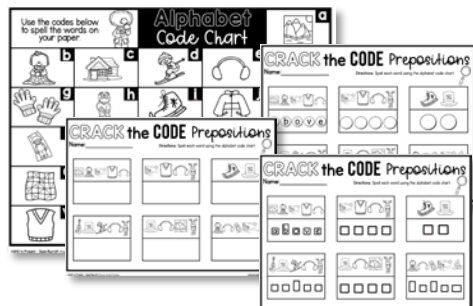 Use the codes below
to spell the words on
your paper.
Alphabet
Code Chart
a
b
c
d
e
g
h
i
CRACK the CODE Prepositions
Name:
Directions: Spell each word using the alphabet code chart.
above
CRACK the CODE Prepositions
Name:
Directions: Spell each word using the alphabet code chart.
CRACK the CODE Prepositions
Name:
Directions: Spell each word using the alphabet code chart.
above